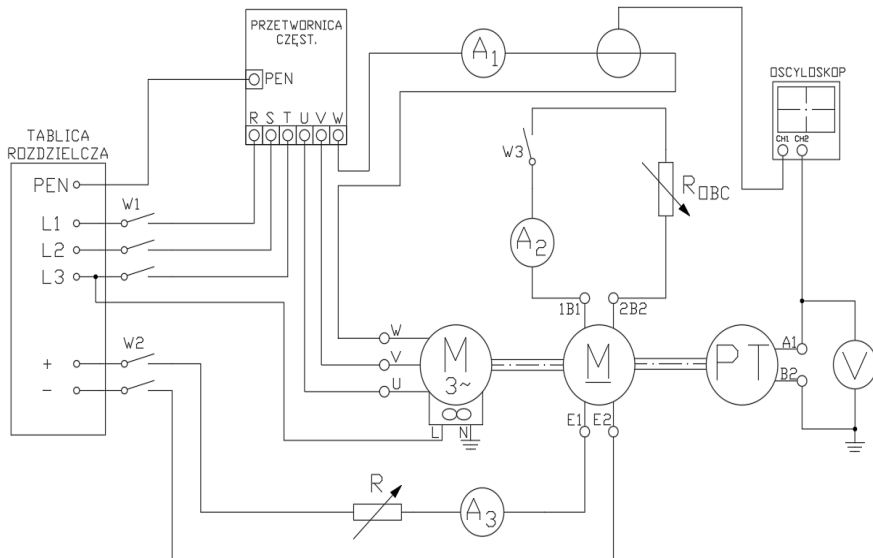 PRZETWORNICA
CZĘST.
PEN
R S T U V W
A1
OSCYLOSKOP
CH1 CH2
TABLICA
ROZDZIELCZA
PEN
L1
L2
L3
W1
+
-
W2
W3
A2
ROBC
1B1
2B2
W
V
U
M
3~
L
N
M
E1
E2
PT
A1
B2
V
R
A3